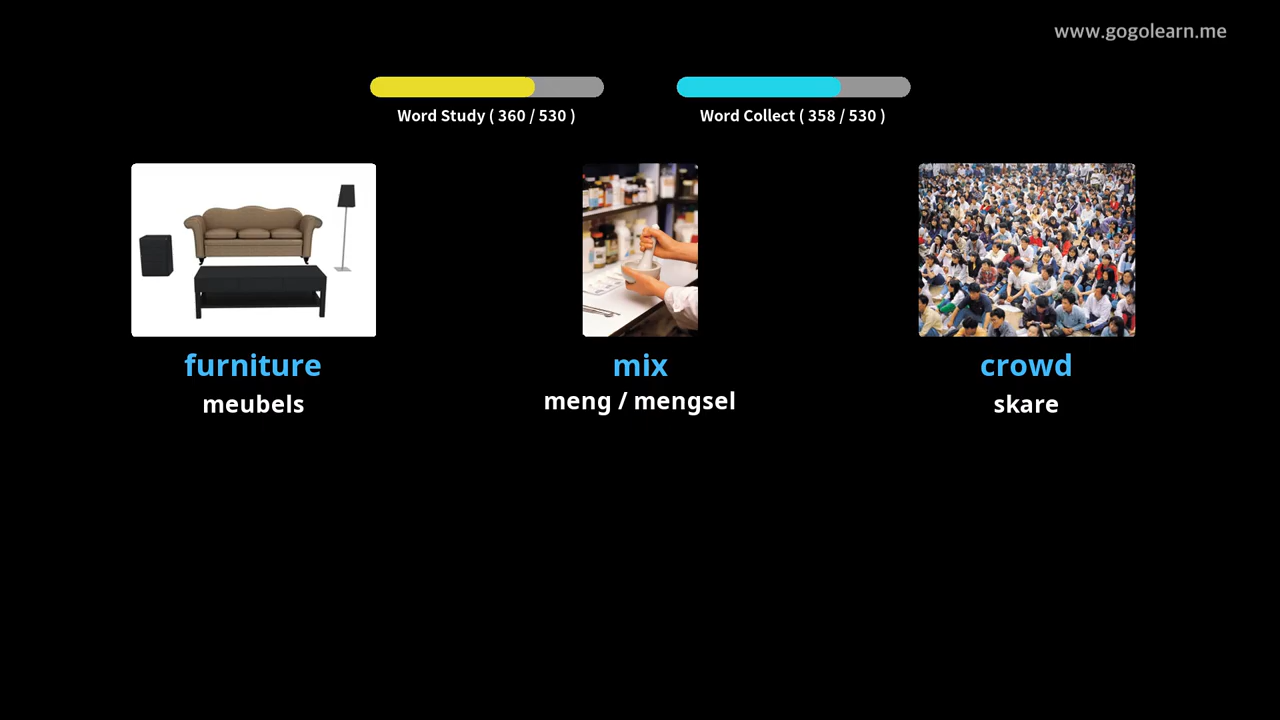 www.gogolearn.me
Word Study ( 360 / 530 )
Word Collect ( 358 / 530 )
furniture
meubels
mix
meng / mengsel
crowd
skare